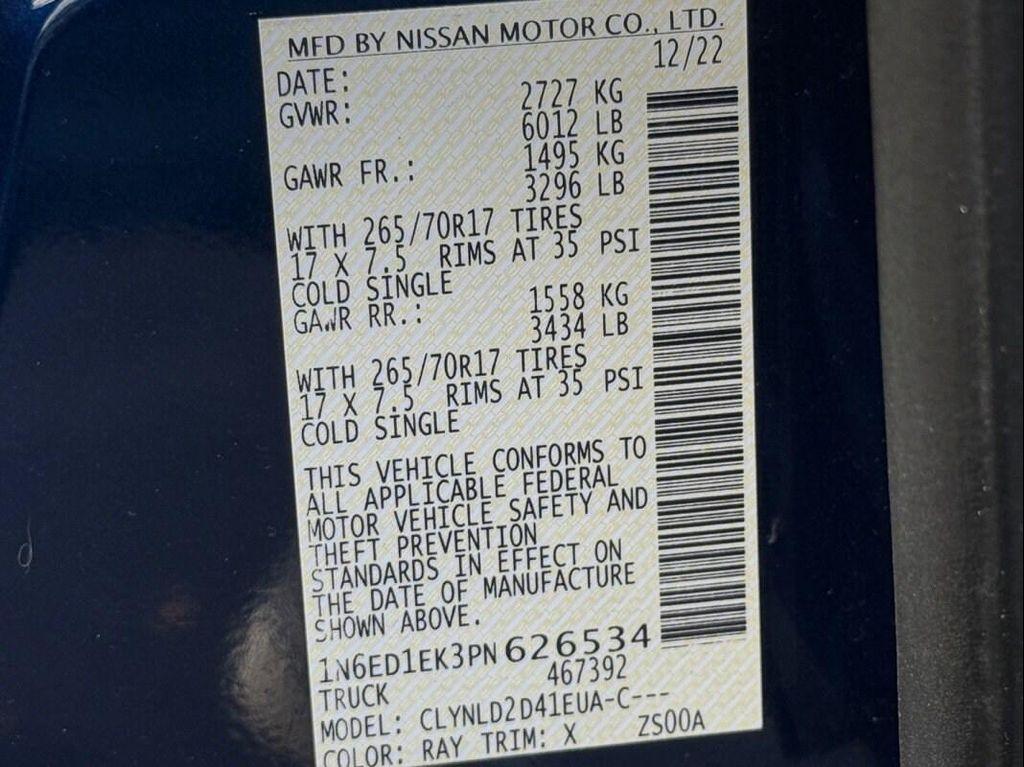 MFD BY NISSAN MOTOR CO., LTD.
DATE: 12/22
GVWR: 2727 KG
6012 LB
GAWR FR.: 1495 KG
3296 LB
WITH 265/70R17 TIRES
17 X 7.5 RIMS AT 35 PSI
COLD SINGLE
GAWR RR.: 1558 KG
3434 LB
WITH 265/70R17 TIRES
17 X 7.5 RIMS AT 35 PSI
COLD SINGLE
THIS VEHICLE CONFORMS TO
ALL APPLICABLE FEDERAL
MOTOR VEHICLE SAFETY AND
THEFT PREVENTION
STANDARDS IN EFFECT ON
THE DATE OF MANUFACTURE
SHOWN ABOVE.
1N6ED1EK3PN626534
TRUCK 467392
MODEL: CLYNLD2D41EUA-C---
COLOR: RAY TRIM: X ZS00A